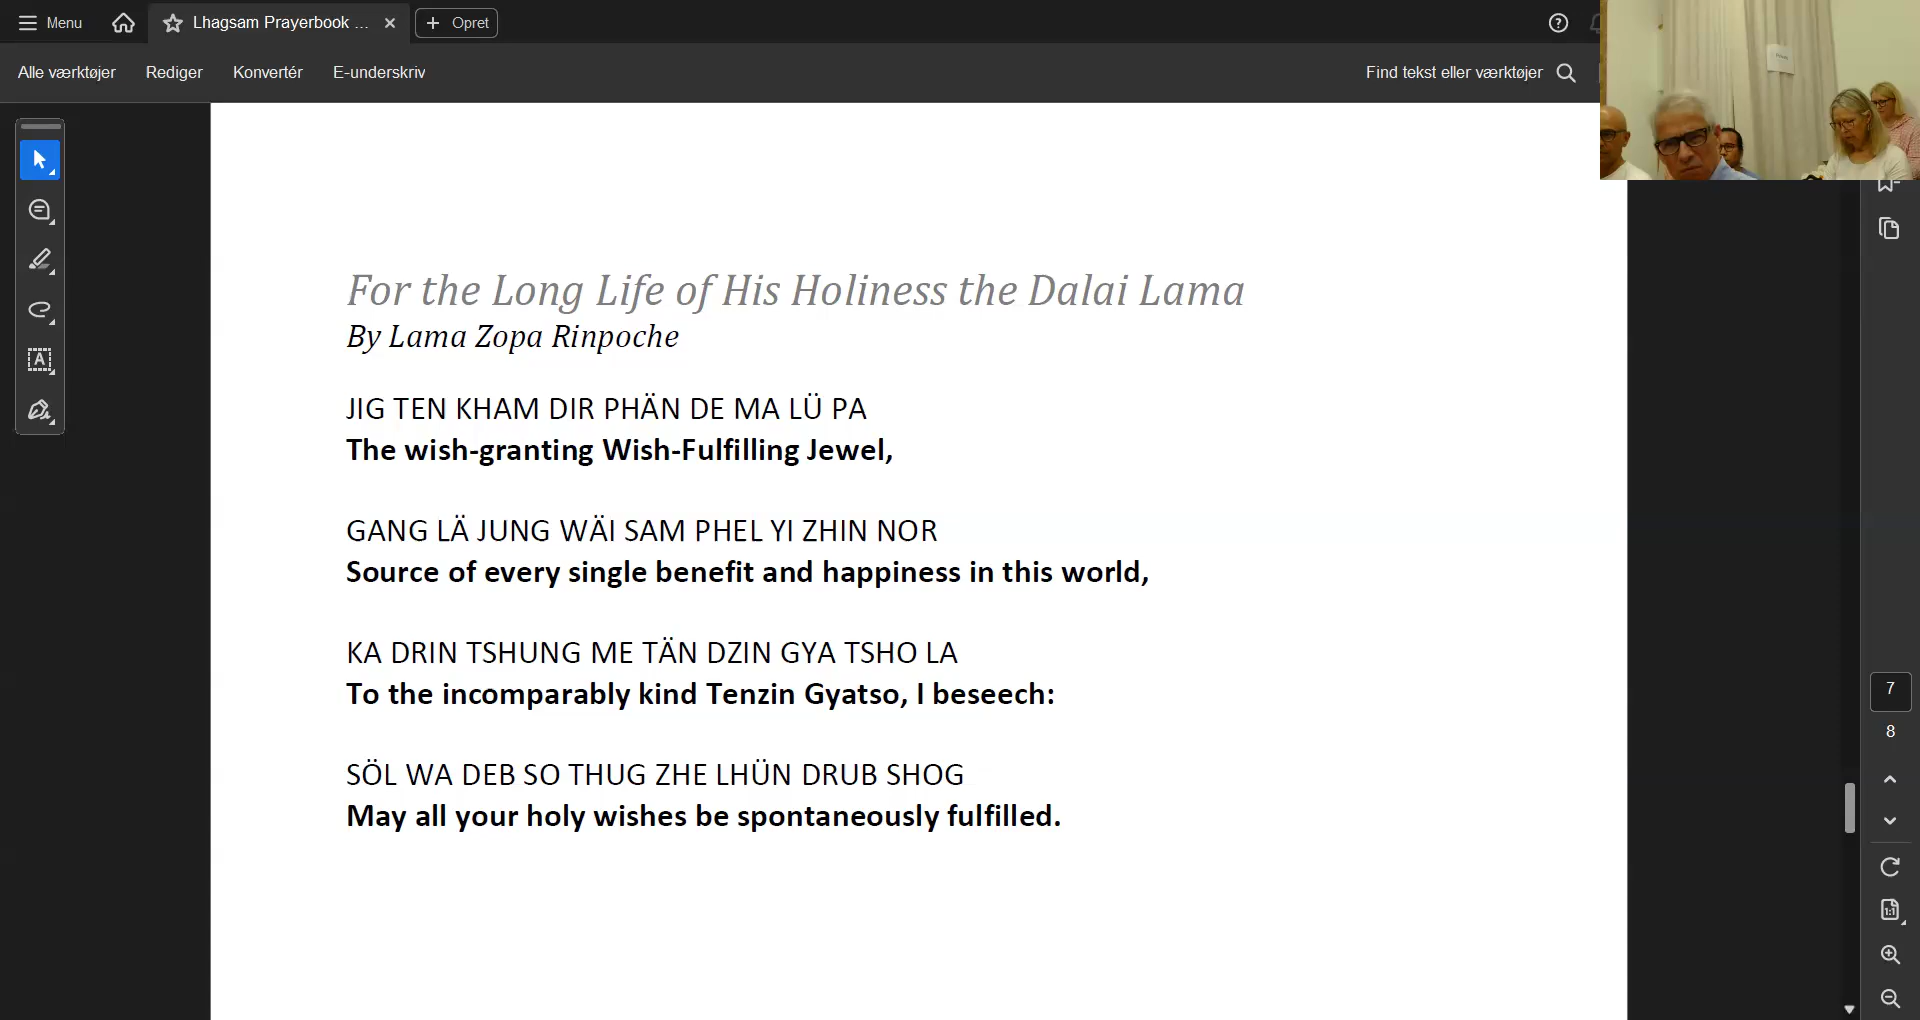 Menu
Lhagsam Prayerbook ...
Opret
Alle værktøjer
Rediger
Konvertér
E-underskriv
Find tekst eller værktøjer
For the Long Life of His Holiness the Dalai Lama
By Lama Zopa Rinpoche
JIG TEN KHAM DIR PHÄN DE MA LÜ PA
The wish-granting Wish-Fulfilling Jewel,
GANG LÄ JUNG WÄI SAM PHEL YI ZHIN NOR
Source of every single benefit and happiness in this world,
KA DRIN TSHUNG ME TÄN DZIN GYA TSHO LA
To the incomparably kind Tenzin Gyatso, I beseech:
SÖL WA DEB SO THUG ZHE LHÜN DRUB SHOG
May all your holy wishes be spontaneously fulfilled.
7
8